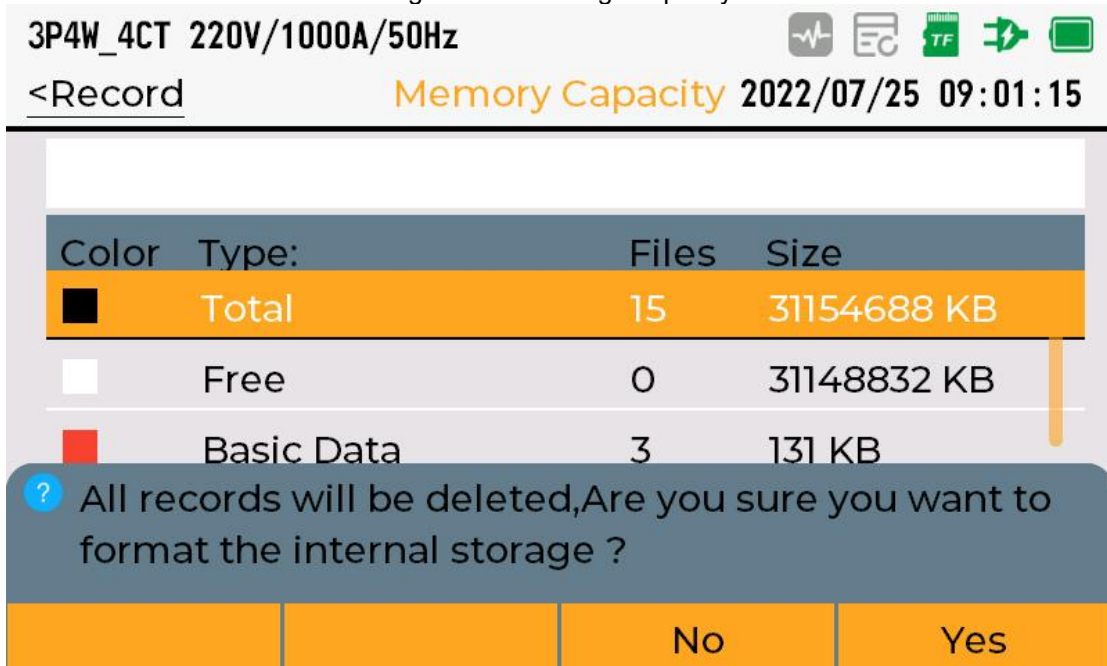 3P4W_4CT 220V/1000A/50Hz TF
<Record Memory Capacity 2022/07/25 09:01:15
Color Type: Files Size
Total 15 31154688 KB
Free 0 31148832 KB
Basic Data 3 131 KB
? All records will be deleted,Are you sure you want to
format the internal storage ?
No Yes